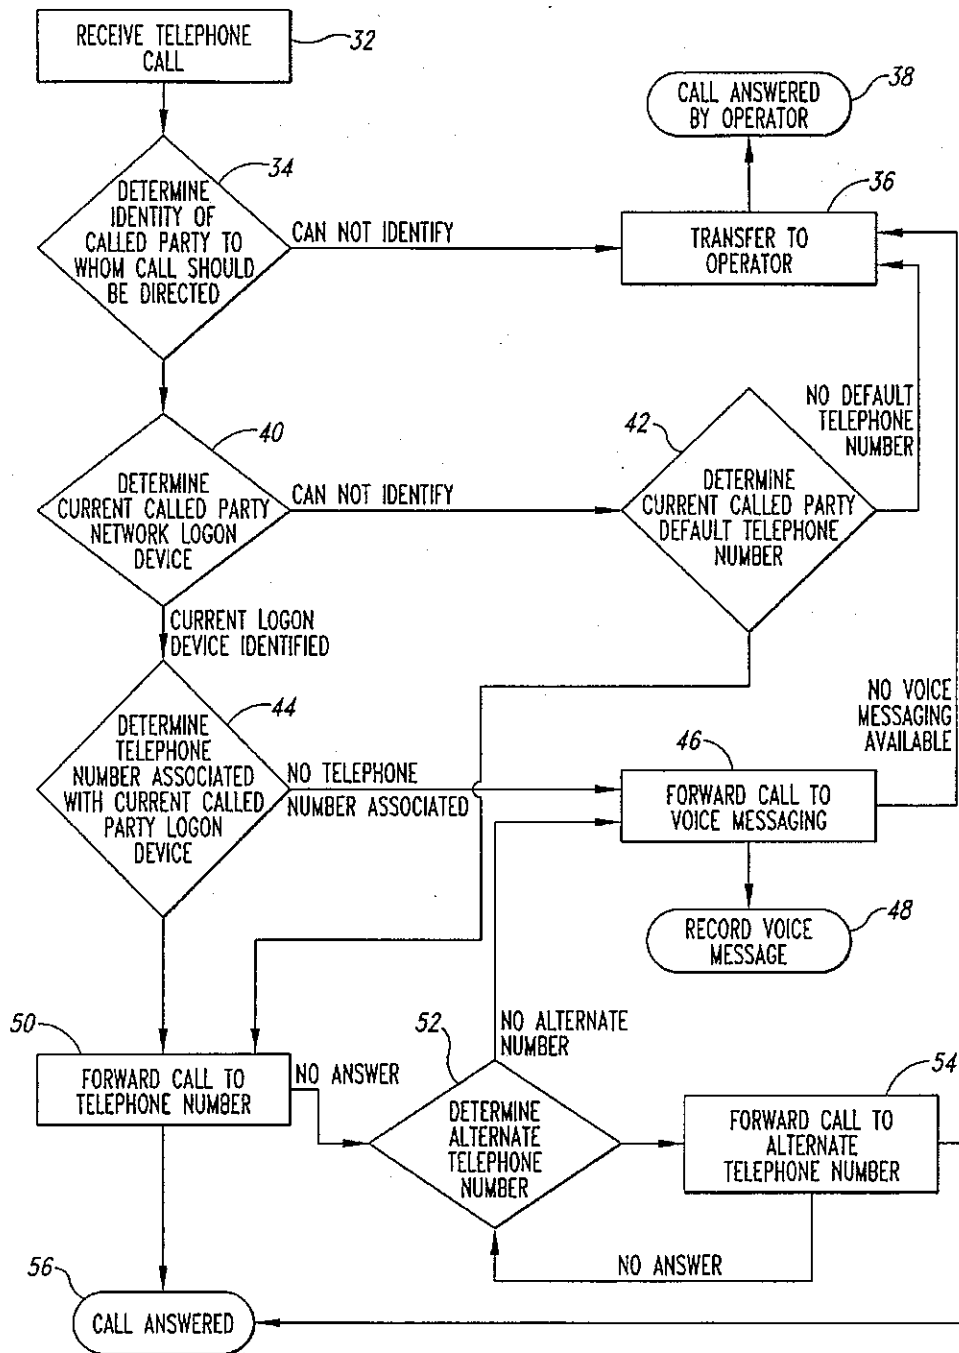 RECEIVE TELEPHONE
CALL
32
CALL ANSWERED
BY OPERATOR
38
34
DETERMINE
IDENTITY OF
CALLED PARTY TO
WHOM CALL SHOULD
BE DIRECTED
CAN NOT IDENTIFY
36
TRANSFER TO
OPERATOR
40
DETERMINE
CURRENT CALLED PARTY
NETWORK LOGON
DEVICE
CAN NOT IDENTIFY
42
DETERMINE
CURRENT CALLED PARTY
DEFAULT TELEPHONE
NUMBER
NO DEFAULT
TELEPHONE
NUMBER
CURRENT LOGON
DEVICE IDENTIFIED
44
DETERMINE
TELEPHONE
NUMBER ASSOCIATED
WITH CURRENT CALLED
PARTY LOGON
DEVICE
NO TELEPHONE
NUMBER ASSOCIATED
46
FORWARD CALL TO
VOICE MESSAGING
NO VOICE
MESSAGING
AVAILABLE
RECORD VOICE
MESSAGE
48
50
FORWARD CALL TO
TELEPHONE NUMBER
NO ANSWER
52
NO ALTERNATE
NUMBER
DETERMINE
ALTERNATE
TELEPHONE
NUMBER
54
FORWARD CALL TO
ALTERNATE
TELEPHONE NUMBER
NO ANSWER
56
CALL ANSWERED